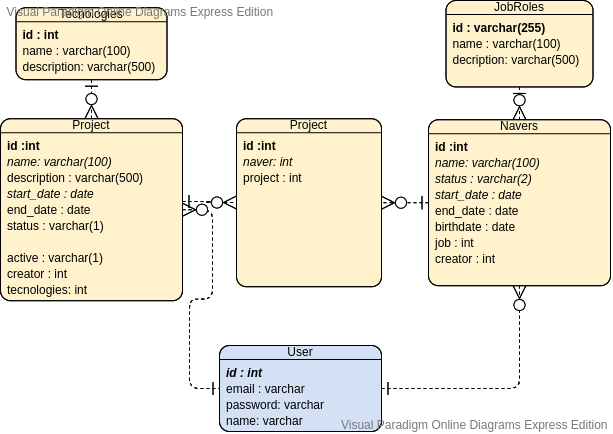 Visual Paradigm Online Diagrams Express Edition
Tecnologies
id : int
name : varchar(100)
description: varchar(500)
JobRoles
id : varchar(255)
name : varchar(100)
decription: varchar(500)
Project
id :int
name: varchar(100)
description : varchar(500)
start_date : date
end_date : date
status : varchar(1)
active : varchar(1)
creator : int
tecnologies: int
Project
id :int
naver: int
project : int
Navers
id :int
name: varchar(100)
status : varchar(2)
start_date : date
end_date : date
birthdate : date
job : int
creator : int
User
id : int
email : varchar
password: varchar
name: varchar
Visual Paradigm Online Diagrams Express Edition